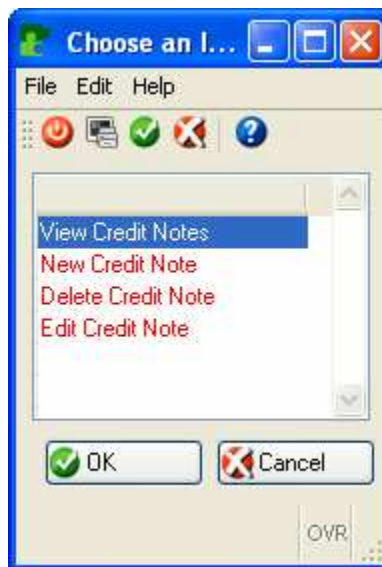 Choose an I...
File Edit Help
View Credit Notes
New Credit Note
Delete Credit Note
Edit Credit Note
OK Cancel
OVR